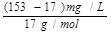 (153 - 17 ) mg / L
17 g / mol